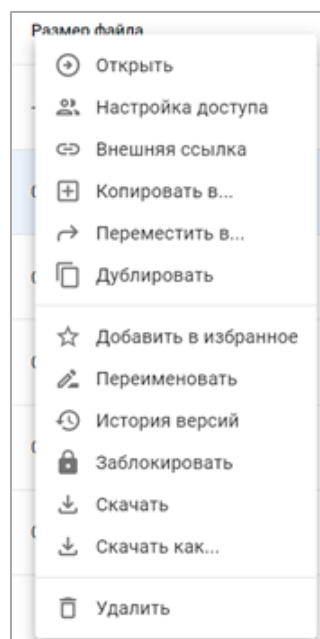 Размер файла
Открыть
Настройка доступа
Внешняя ссылка
Копировать в...
Переместить в...
Дублировать
Добавить в избранное
Переименовать
История версий
Заблокировать
Скачать
Скачать как...
Удалить